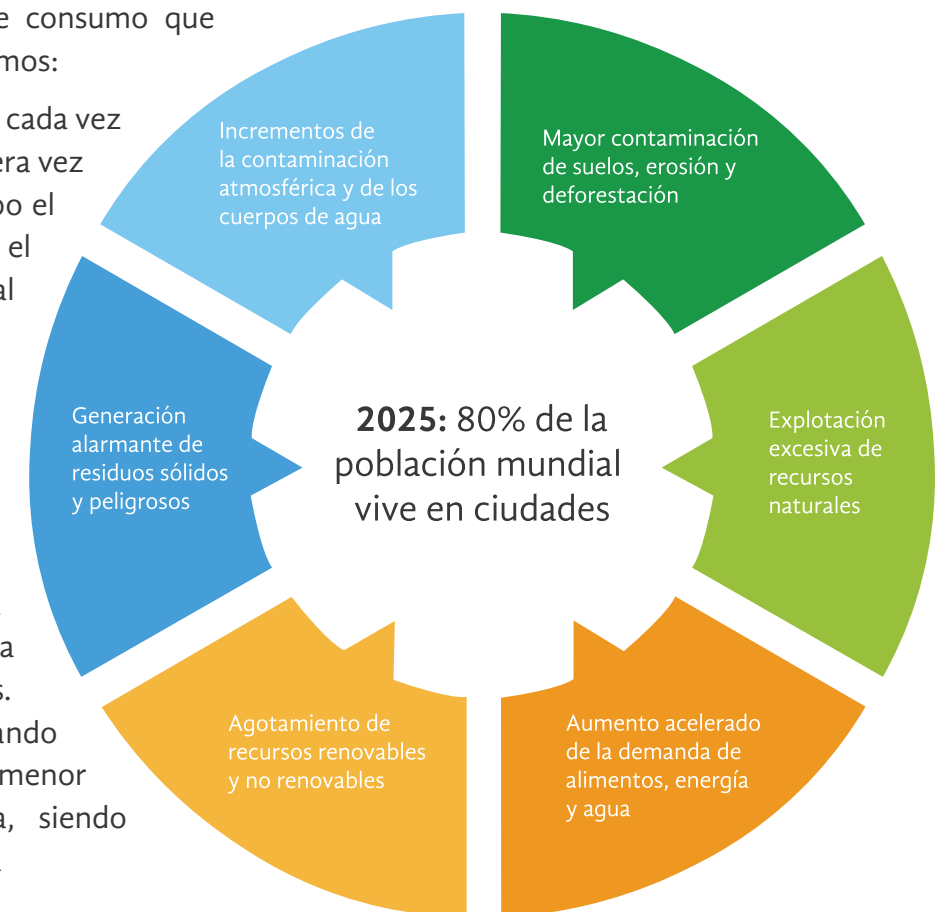 e consumo que
mos:
cada vez
era vez
oo el
el
al
a
s.
ando
menor
a, siendo
Incrementos de
la contaminación
atmosférica y de los
cuerpos de agua
Mayor contaminación
de suelos, erosión y
deforestación
Explotación
excesiva de
recursos
naturales
Aumento acelerado
de la demanda de
alimentos, energía
y agua
Agotamiento de
recursos renovables
y no renovables
Generación
alarmante de
residuos sólidos
y peligrosos
2025: 80% de la
población mundial
vive en ciudades